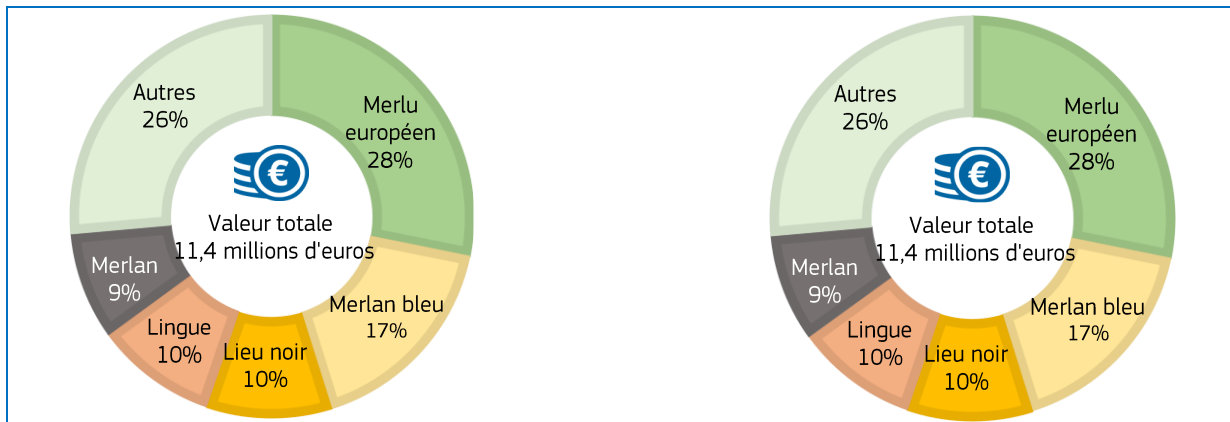 Autres
26%
Merlu
européen
28%
€
Valeur totale
11,4 millions d'euros
Merlan
9%
Merlan bleu
17%
Lingue
10%
Lieu noir
10%
Autres
26%
Merlu
européen
28%
€
Valeur totale
11,4 millions d'euros
Merlan
9%
Merlan bleu
17%
Lingue
10%
Lieu noir
10%